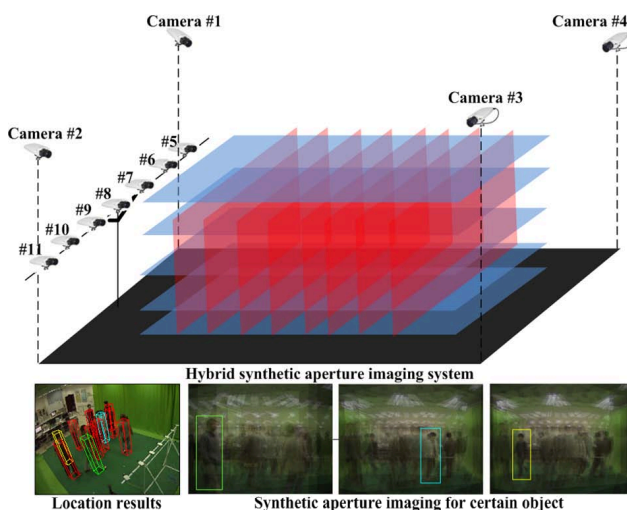 Camera #1
Camera #4
Camera #3
Camera #2
#5
#6
#7
#8
#9
#10
#11
Hybrid synthetic aperture imaging system
Location results
Synthetic aperture imaging for certain object